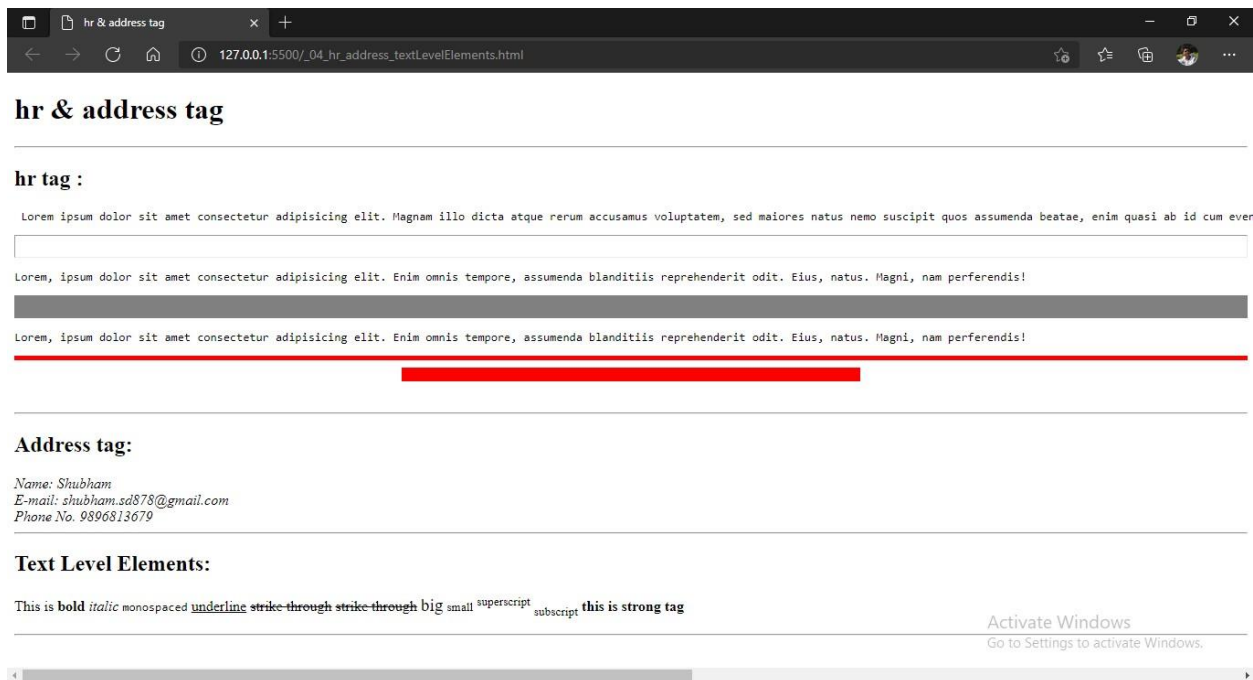 hr & address tag
127.0.0.1:5500/_04_hr_address_textLevelElements.html
hr & address tag
hr tag :
Lorem ipsum dolor sit amet consectetur adipisicing elit. Magnam illo dicta atque rerum accusamus voluptatem, sed maiores natus nemo suscipit quos assumenda beatae, enim quasi ab id cum ever
Lorem, ipsum dolor sit amet consectetur adipisicing elit. Enim omnis tempore, assumenda blanditiis reprehenderit odit. Eius, natus. Magni, nam perferendis!
Lorem, ipsum dolor sit amet consectetur adipisicing elit. Enim omnis tempore, assumenda blanditiis reprehenderit odit. Eius, natus. Magni, nam perferendis!
Address tag:
Name: Shubham
E-mail: shubham.sd878@gmail.com
Phone No. 9896813679
Text Level Elements:
This is bold italic monospaced underline strike through strike through big small superscript subscript this is strong tag
Activate Windows
Go to Settings to activate Windows.